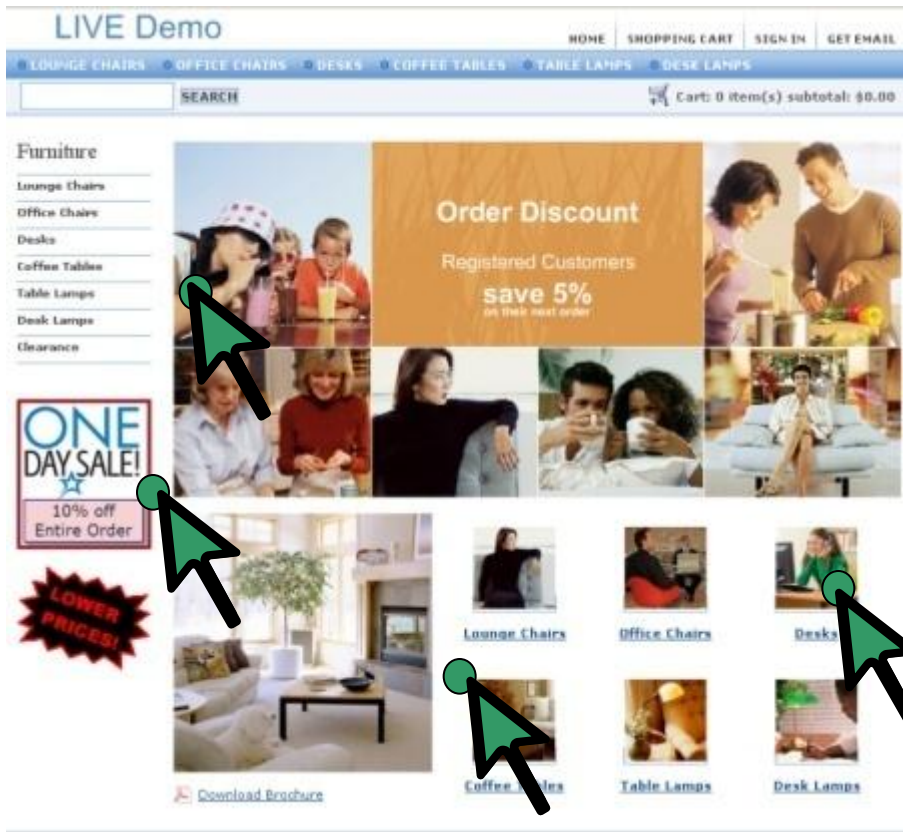 LIVE Demo
HOME SHOPPING CART SIGN IN GET EMAIL
LOUNGE CHAIRS OFFICE CHAIRS DESKS COFFEE TABLES TABLE LAMPS DESK LAMPS
SEARCH
Cart: 0 item(s) subtotal: $0.00
Furniture
Lounge Chairs
Office Chairs
Desks
Coffee Tables
Table Lamps
Desk Lamps
Clearance
Order Discount
Registered Customers
save 5%
on their next order
ONE
DAY SALE!
10% off
Entire Order
LOWER
PRICES!
Lounge Chairs Office Chairs Desks
Coffee Tables Table Lamps Desk Lamps
Download Brochure